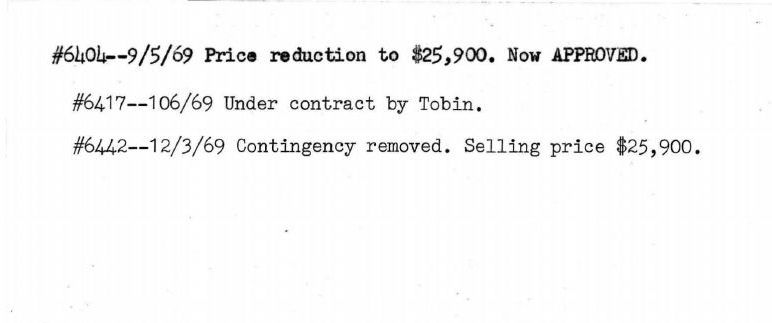 #6404--9/5/69 Price reduction to $25,900. Now APPROVED.
#6417--106/69 Under contract by Tobin.
#6442--12/3/69 Contingency removed. Selling price $25,900.